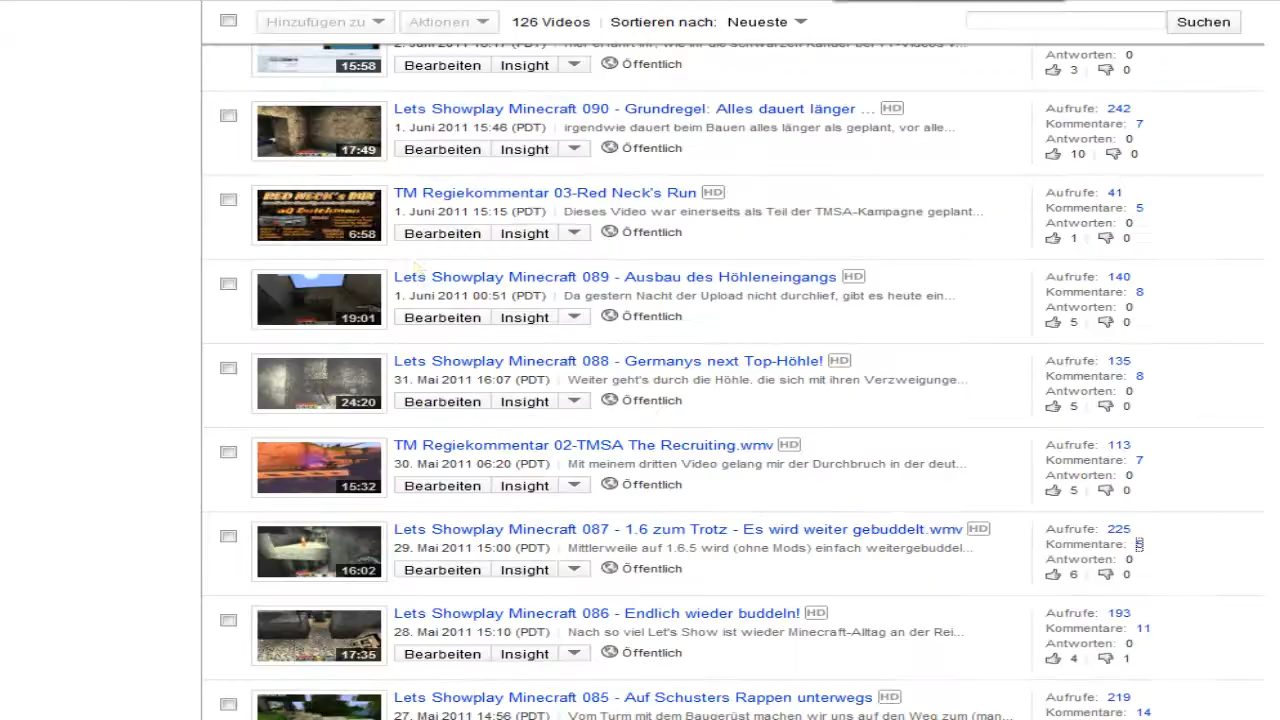 Hinzufügen zu Aktionen 126 Videos Sortieren nach: Neueste Suchen
15:58 Bearbeiten Insight Öffentlich
Antworten: 0
3 0
Lets Showplay Minecraft 090 - Grundregel: Alles dauert länger ... HD
1. Juni 2011 15:46 (PDT) irgendwie dauert beim Bauen alles länger als geplant, vor alle...
17:49 Bearbeiten Insight Öffentlich
Aufrufe: 242
Kommentare: 7
Antworten: 0
10 0
TM Regiekommentar 03-Red Neck's Run HD
1. Juni 2011 15:15 (PDT) Dieses Video war einerseits als Teil der TMSA-Kampagne geplant...
RED NECK's RUN
6:58 Bearbeiten Insight Öffentlich
Aufrufe: 41
Kommentare: 5
Antworten: 0
1 0
Lets Showplay Minecraft 089 - Ausbau des Höhleneingangs HD
1. Juni 2011 00:51 (PDT) Da gestern Nacht der Upload nicht durchlief, gibt es heute ein...
19:01 Bearbeiten Insight Öffentlich
Aufrufe: 140
Kommentare: 8
Antworten: 0
5 0
Lets Showplay Minecraft 088 - Germanys next Top-Höhle! HD
31. Mai 2011 16:07 (PDT) Weiter geht's durch die Höhle. die sich mit ihren Verzweigunge...
24:20 Bearbeiten Insight Öffentlich
Aufrufe: 135
Kommentare: 8
Antworten: 0
5 0
TM Regiekommentar 02-TMSA The Recruiting.wmv HD
30. Mai 2011 06:20 (PDT) Mit meinem dritten Video gelang mir der Durchbruch in der deut...
15:32 Bearbeiten Insight Öffentlich
Aufrufe: 113
Kommentare: 7
Antworten: 0
5 0
Lets Showplay Minecraft 087 - 1.6 zum Trotz - Es wird weiter gebuddelt.wmv HD
29. Mai 2011 15:00 (PDT) Mittlerweile auf 1.6.5 wird (ohne Mods) einfach weitergebuddel...
16:02 Bearbeiten Insight Öffentlich
Aufrufe: 225
Kommentare:
Antworten: 0
6 0
Lets Showplay Minecraft 086 - Endlich wieder buddeln! HD
28. Mai 2011 15:10 (PDT) Nach so viel Let's Show ist wieder Minecraft-Alltag an der Rei...
17:35 Bearbeiten Insight Öffentlich
Aufrufe: 193
Kommentare: 11
Antworten: 0
4 1
Lets Showplay Minecraft 085 - Auf Schusters Rappen unterwegs HD
27. Mai 2011 14:56 (PDT) Vom Turm mit dem Baugerüst machen wir uns auf den Weg zum (man...
Aufrufe: 219
Kommentare: 14